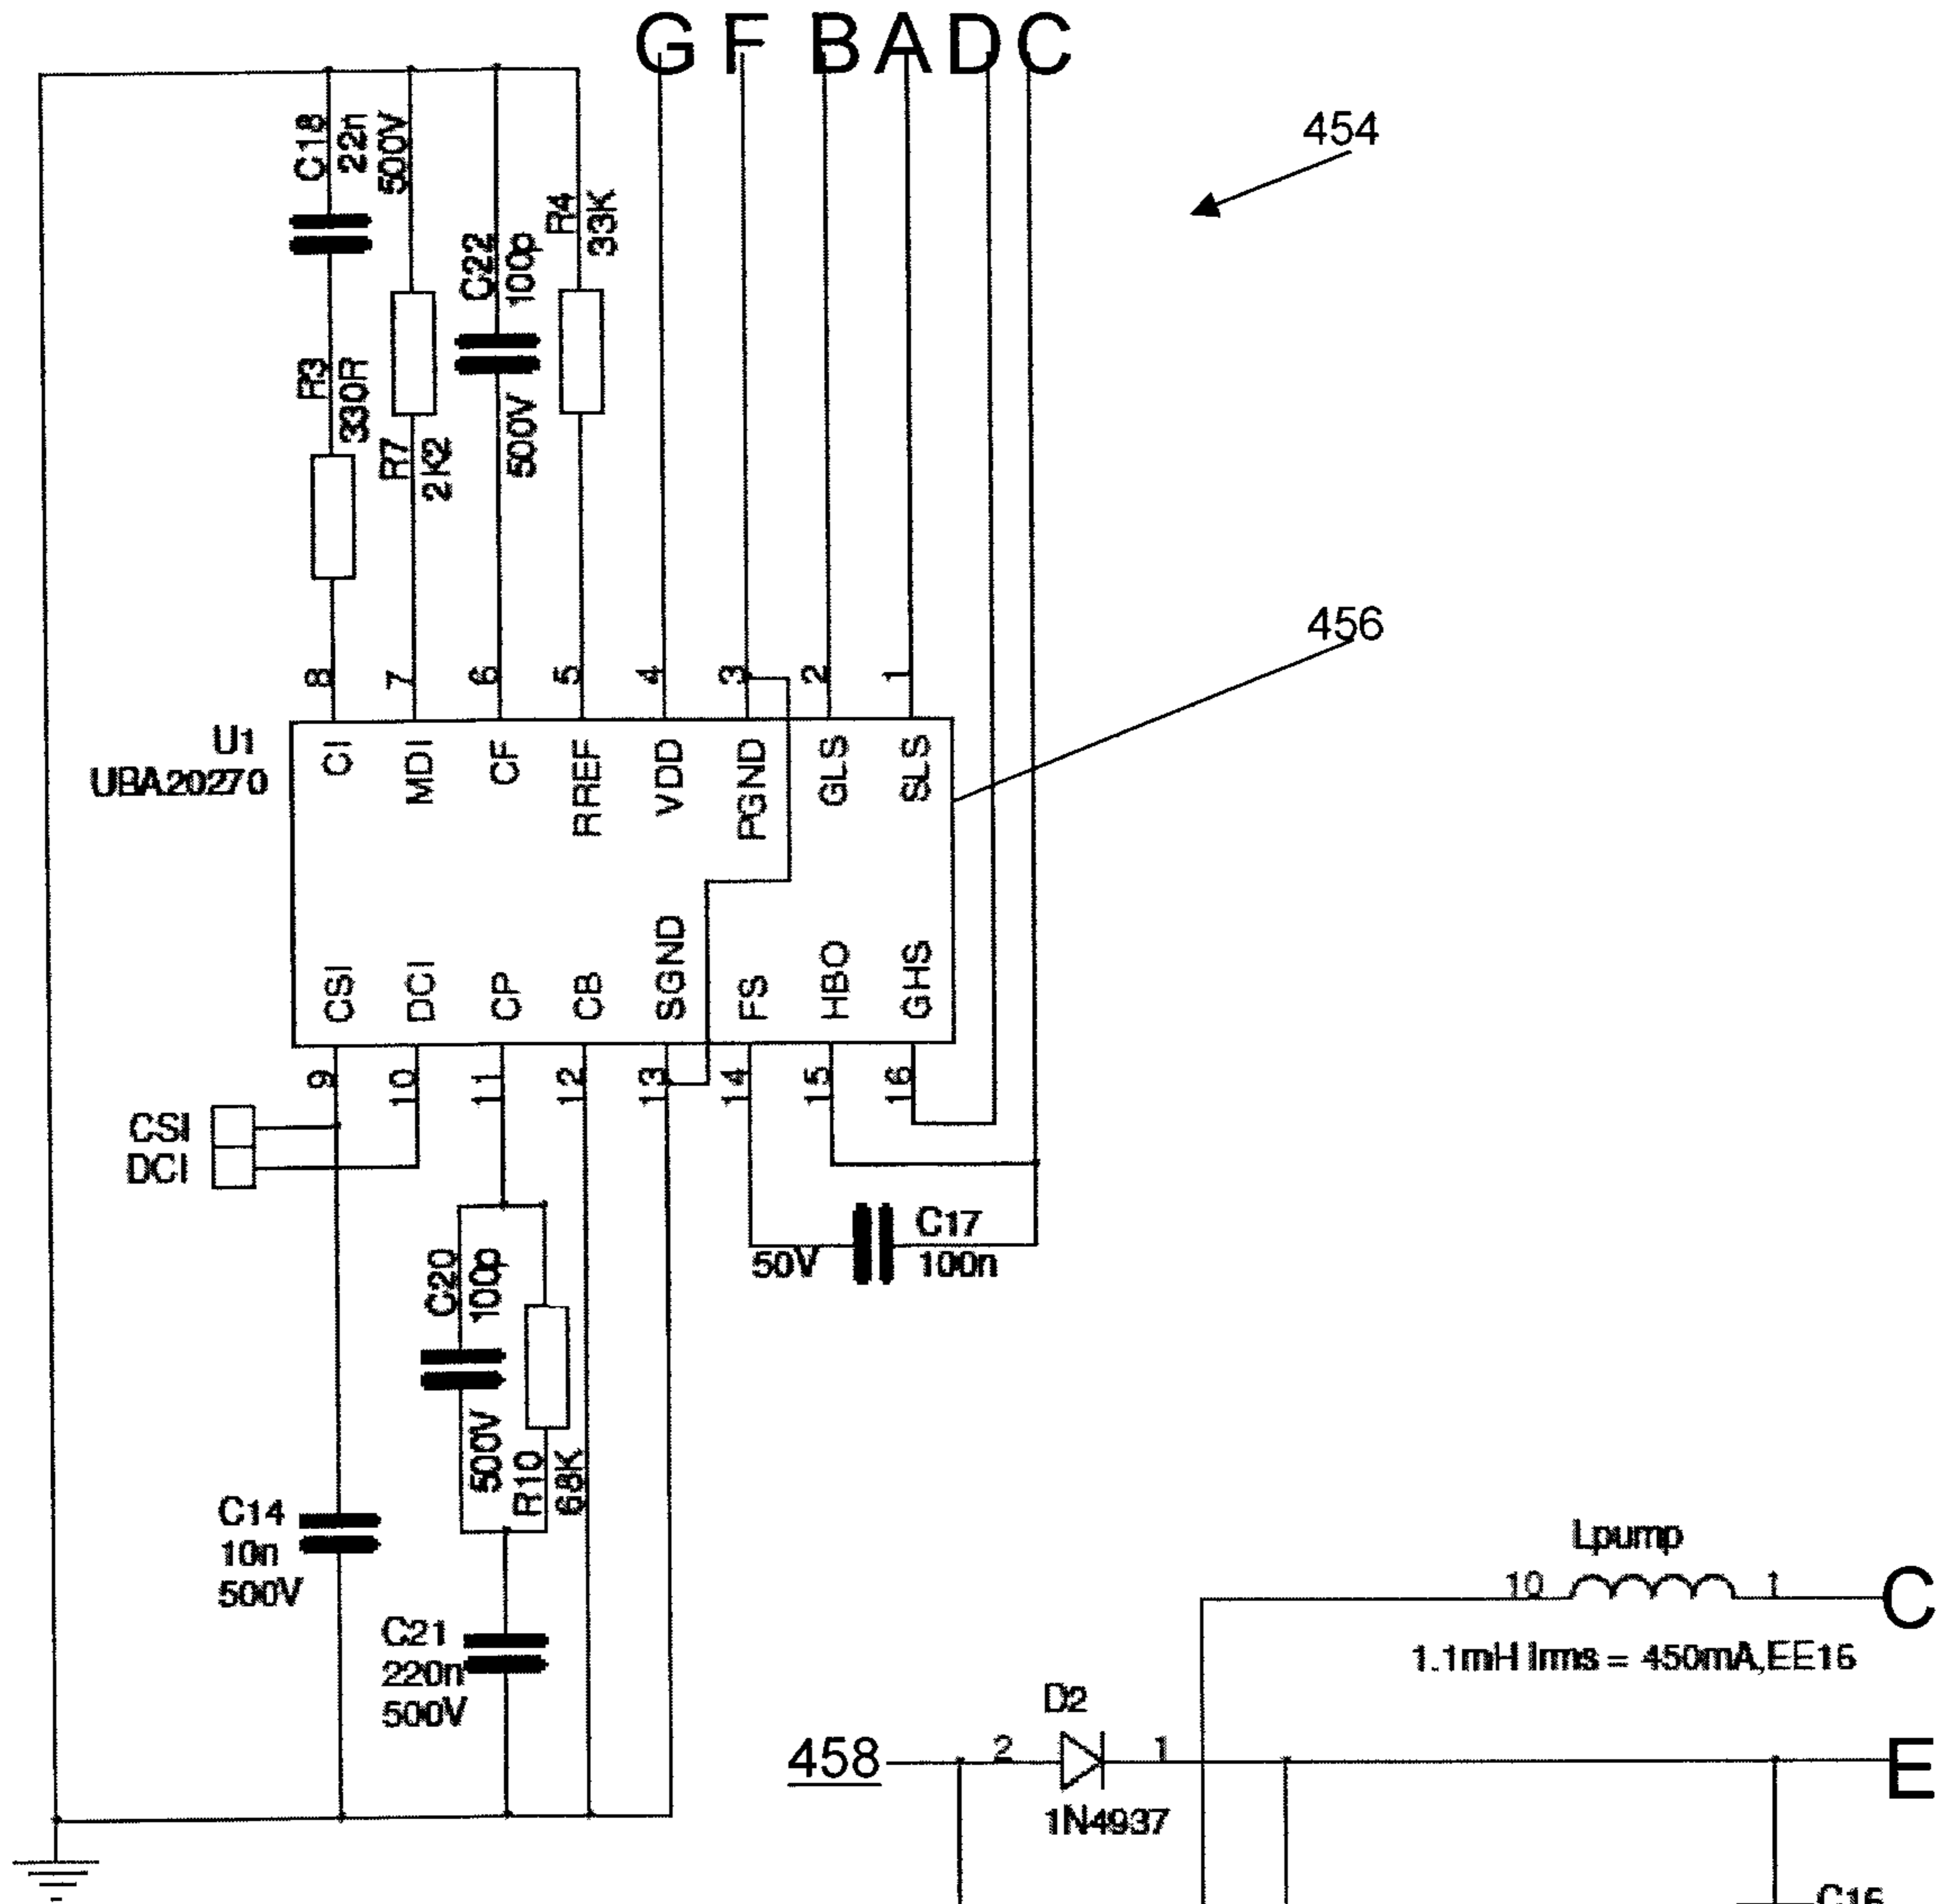 G F B A D C
454
C18
22n
500V
R3
330R
R7
2K2
C22
100p
500V
R4
33K
456
8 7 6 5 4 3 2 1
U1
UBA20270
CI MDI CF RREF VDD PGND GLS SLS
CSI DCI CP CB SGND FS HBO GHS
9 10 11 12 13 14 15 16
CSI
DCI
C17
100n
50V
C20
100p
500V
R10
68K
C14
10n
500V
C21
220n
500V
Lpump
10 1 C
1.1mH Irms = 450mA,EE16
D2
458 2 1 E
1N4937
C16